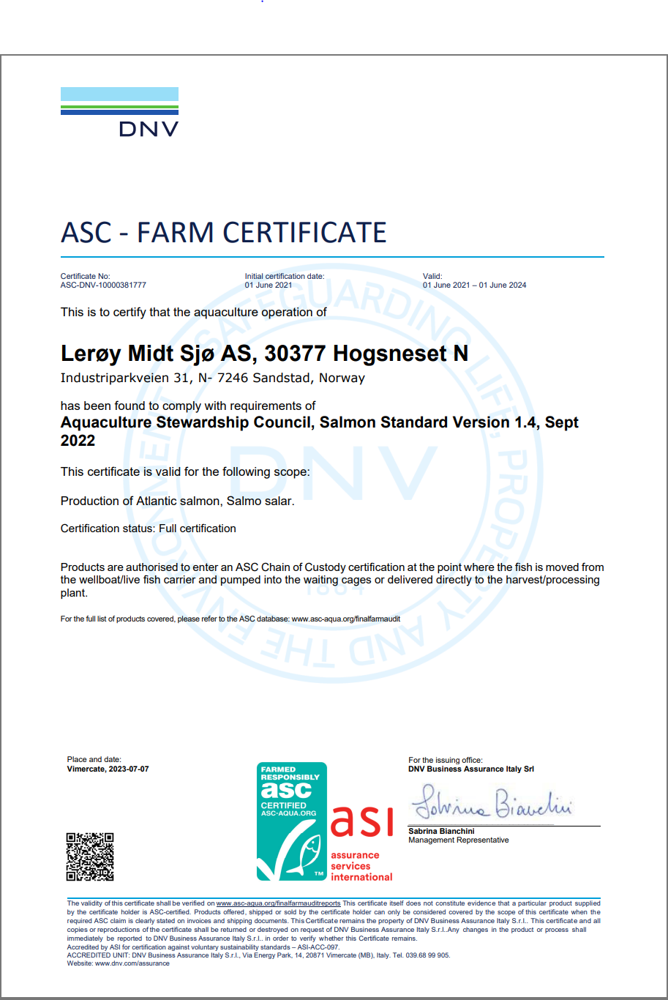 DNV
ASC - FARM CERTIFICATE
Certificate No:
ASC-DNV-10000381777
Initial certification date:
01 June 2021
Valid:
01 June 2021 – 01 June 2024
This is to certify that the aquaculture operation of
Lerøy Midt Sjø AS, 30377 Hogsneset N
Industriparkveien 31, N- 7246 Sandstad, Norway
has been found to comply with requirements of
Aquaculture Stewardship Council, Salmon Standard Version 1.4, Sept
2022
This certificate is valid for the following scope:
Production of Atlantic salmon, Salmo salar.
Certification status: Full certification
Products are authorised to enter an ASC Chain of Custody certification at the point where the fish is moved from
the wellboat/live fish carrier and pumped into the waiting cages or delivered directly to the harvest/processing
plant.
For the full list of products covered, please refer to the ASC database: www.asc-aqua.org/finalfarmaudit
SAFEGUARDING LIFE, PROPERTY AND THE ENVIRONMENT
DNV
1864
Place and date:
Vimercate, 2023-07-07
FARMED
RESPONSIBLY
asc
CERTIFIED
ASC-AQUA.ORG
TM
asi
assurance
services
international
For the issuing office:
DNV Business Assurance Italy Srl
Sabrina Bianchini
Sabrina Bianchini
Management Representative
The validity of this certificate shall be verified on www.asc-aqua.org/finalfarmauditreports This certificate itself does not constitute evidence that a particular product supplied
by the certificate holder is ASC-certified. Products offered, shipped or sold by the certificate holder can only be considered covered by the scope of this certificate when the
required ASC claim is clearly stated on invoices and shipping documents. This Certificate remains the property of DNV Business Assurance Italy S.r.l.. This certificate and all
copies or reproductions of the certificate shall be returned or destroyed on request of DNV Business Assurance Italy S.r.l..Any changes in the product or process shall
immediately be reported to DNV Business Assurance Italy S.r.l.. in order to verify whether this Certificate remains.
Accredited by ASI for certification against voluntary sustainability standards – ASI-ACC-097.
ACCREDITED UNIT: DNV Business Assurance Italy S.r.l., Via Energy Park, 14, 20871 Vimercate (MB), Italy. Tel. 039.68 99 905.
Website: www.dnv.com/assurance